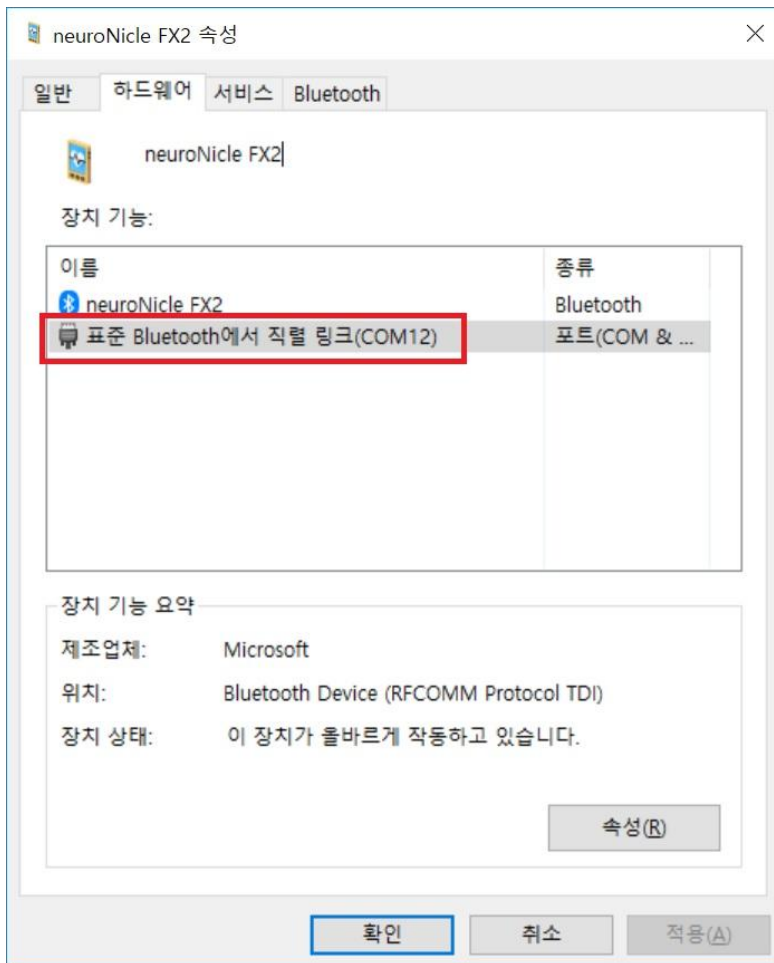 neuroNicle FX2 속성
일반 하드웨어 서비스 Bluetooth
neuroNicle FX2
장치 기능:
이름 종류
neuroNicle FX2 Bluetooth
표준 Bluetooth에서 직렬 링크(COM12) 포트(COM & ...
장치 기능 요약
제조업체: Microsoft
위치: Bluetooth Device (RFCOMM Protocol TDI)
장치 상태: 이 장치가 올바르게 작동하고 있습니다.
속성(R)
확인 취소 적용(A)